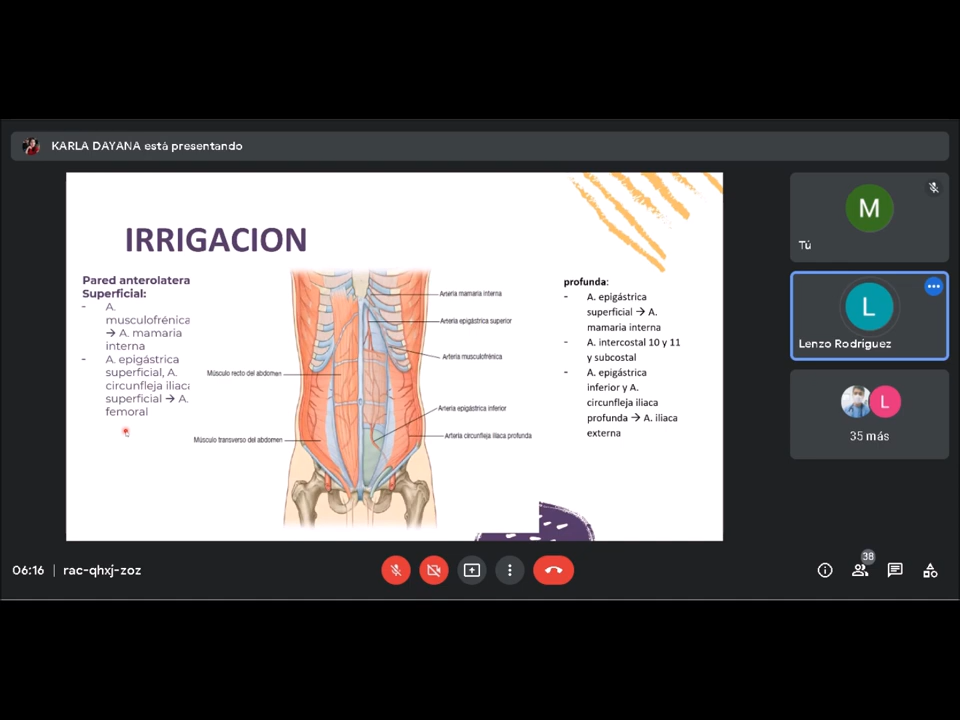 KARLA DAYANA está presentando
IRRIGACION
Pared anterolatera
Superficial:
- A.
musculofrénica
→ A. mamaria
interna
- A. epigástrica
superficial, A.
circunfleja iliaca
superficial → A.
femoral
Arteria mamaria interna
Arteria epigástrica superior
Arteria musculofrénica
Músculo recto del abdomen
Arteria epigástrica inferior
Músculo transverso del abdomen
Arteria circunfleja ilíaca profunda
profunda:
- A. epigástrica
superficial → A.
mamaria interna
- A. intercostal 10 y 11
y subcostal
- A. epigástrica
inferior y A.
circunfleja iliaca
profunda → A. iliaca
externa
M
Tú
L
Lenzo Rodriguez
L
35 más
06:16 | rac-qhxj-zoz
38